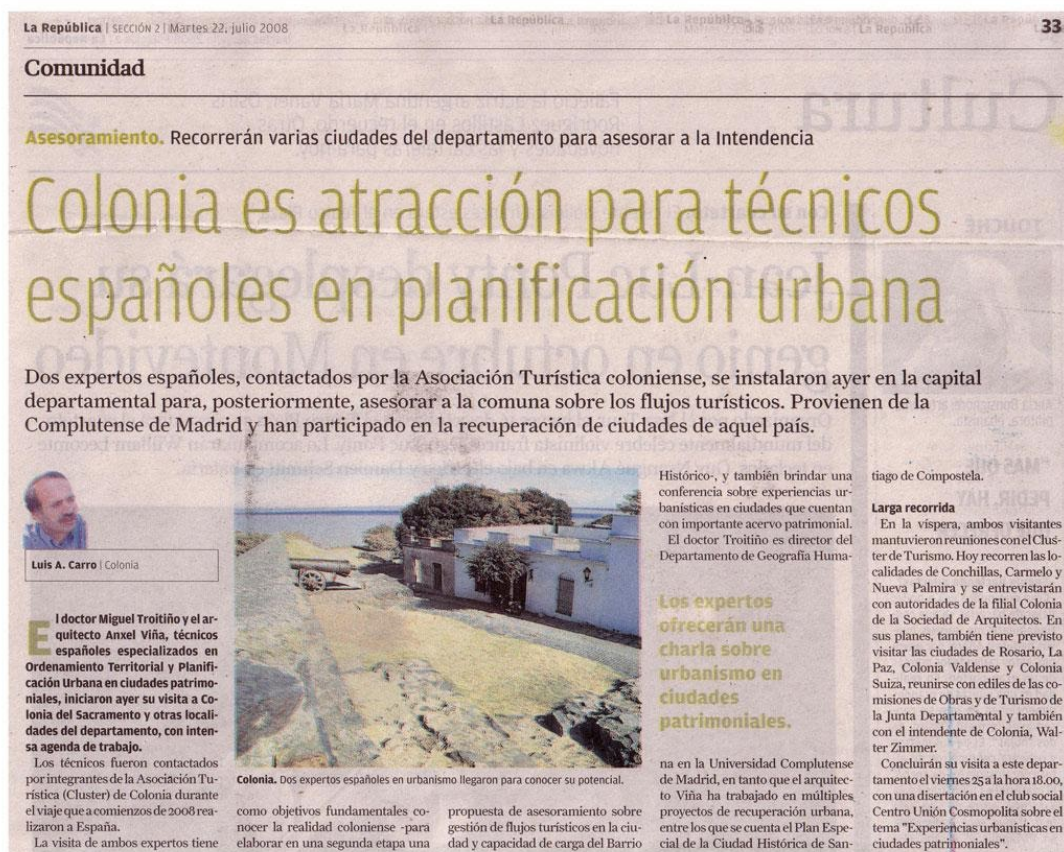 La República | SECCIÓN 2 | Martes 22, julio 2008
33
Comunidad
Asesoramiento. Recorrerán varias ciudades del departamento para asesorar a la Intendencia
Colonia es atracción para técnicos
españoles en planificación urbana
Dos expertos españoles, contactados por la Asociación Turística coloniense, se instalaron ayer en la capital
departamental para, posteriormente, asesorar a la comuna sobre los flujos turísticos. Provienen de la
Complutense de Madrid y han participado en la recuperación de ciudades de aquel país.
Luis A. Carro | Colonia
El doctor Miguel Troitiño y el ar-
quitecto Anxel Viña, técnicos
españoles especializados en
Ordenamiento Territorial y Planifi-
cación Urbana en ciudades patrimo-
niales, iniciaron ayer su visita a Co-
lonia del Sacramento y otras locali-
dades del departamento, con inten-
sa agenda de trabajo.
Los técnicos fueron contactados
por integrantes de la Asociación Tu-
rística (Cluster) de Colonia durante
el viaje que a comienzos de 2008 rea-
lizaron a España.
La visita de ambos expertos tiene
Colonia. Dos expertos españoles en urbanismo llegaron para conocer su potencial.
como objetivos fundamentales co-
nocer la realidad coloniense -para
elaborar en una segunda etapa una
propuesta de asesoramiento sobre
gestión de flujos turísticos en la ciu-
dad y capacidad de carga del Barrio
Histórico-, y también brindar una
conferencia sobre experiencias ur-
banísticas en ciudades que cuentan
con importante acervo patrimonial.
El doctor Troitiño es director del
Departamento de Geografía Huma-
Los expertos
ofrecerán una
charla sobre
urbanismo en
ciudades
patrimoniales.
na en la Universidad Complutense
de Madrid, en tanto que el arquitec-
to Viña ha trabajado en múltiples
proyectos de recuperación urbana,
entre los que se cuenta el Plan Espe-
cial de la Ciudad Histórica de San-
tiago de Compostela.
Larga recorrida
En la víspera, ambos visitantes
mantuvieron reuniones con el Clus-
ter de Turismo. Hoy recorren las lo-
calidades de Conchillas, Carmelo y
Nueva Palmira y se entrevistarán
con autoridades de la filial Colonia
de la Sociedad de Arquitectos. En
sus planes, también tiene previsto
visitar las ciudades de Rosario, La
Paz, Colonia Valdense y Colonia
Suiza, reunirse con ediles de las co-
misiones de Obras y de Turismo de
la Junta Departamental y también
con el intendente de Colonia, Wal-
ter Zimmer.
Concluirán su visita a este depar-
tamento el viernes 25 a la hora 18.00,
con una disertación en el club social
Centro Unión Cosmopolita sobre el
tema "Experiencias urbanísticas en
ciudades patrimoniales".